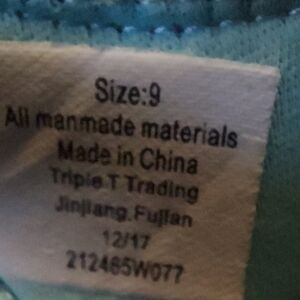 Size:9
All manmade materials
Made in China
Triple T Trading
Jinjiang.Fujian
12/17
212465W077